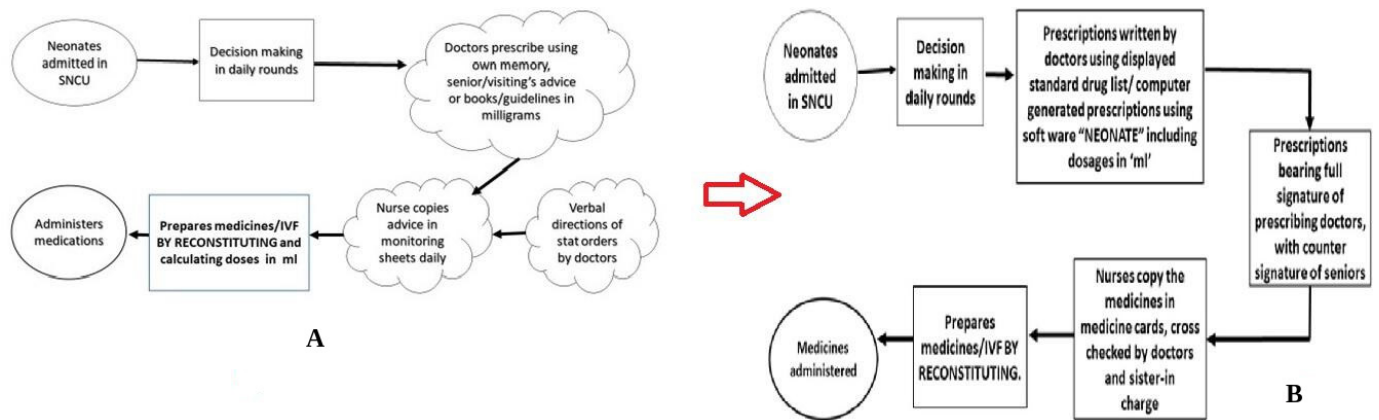 Neonates
admitted in
SNCU
Decision making
in daily rounds
Doctors prescribe using
own memory,
senior/visiting's advice
or books/guidelines in
milligrams
Administers
medications
Prepares medicines/IVF
BY RECONSTITUTING and
calculating doses in ml
Nurse copies
advice in
monitoring
sheets daily
Verbal
directions of
stat orders
by doctors
A
Neonates
admitted
in SNCU
Decision
making in
daily rounds
Prescriptions written by
doctors using displayed
standard drug list/ computer
generated prescriptions using
soft ware “NEONATE” including
dosages in ‘ml’
Prescriptions
bearing full
signature of
prescribing doctors,
with counter
signature of seniors
Medicines
administered
Prepares
medicines/IVF BY
RECONSTITUTING.
Nurses copy the
medicines in
medicine cards, cross
checked by doctors
and sister-in
charge
B